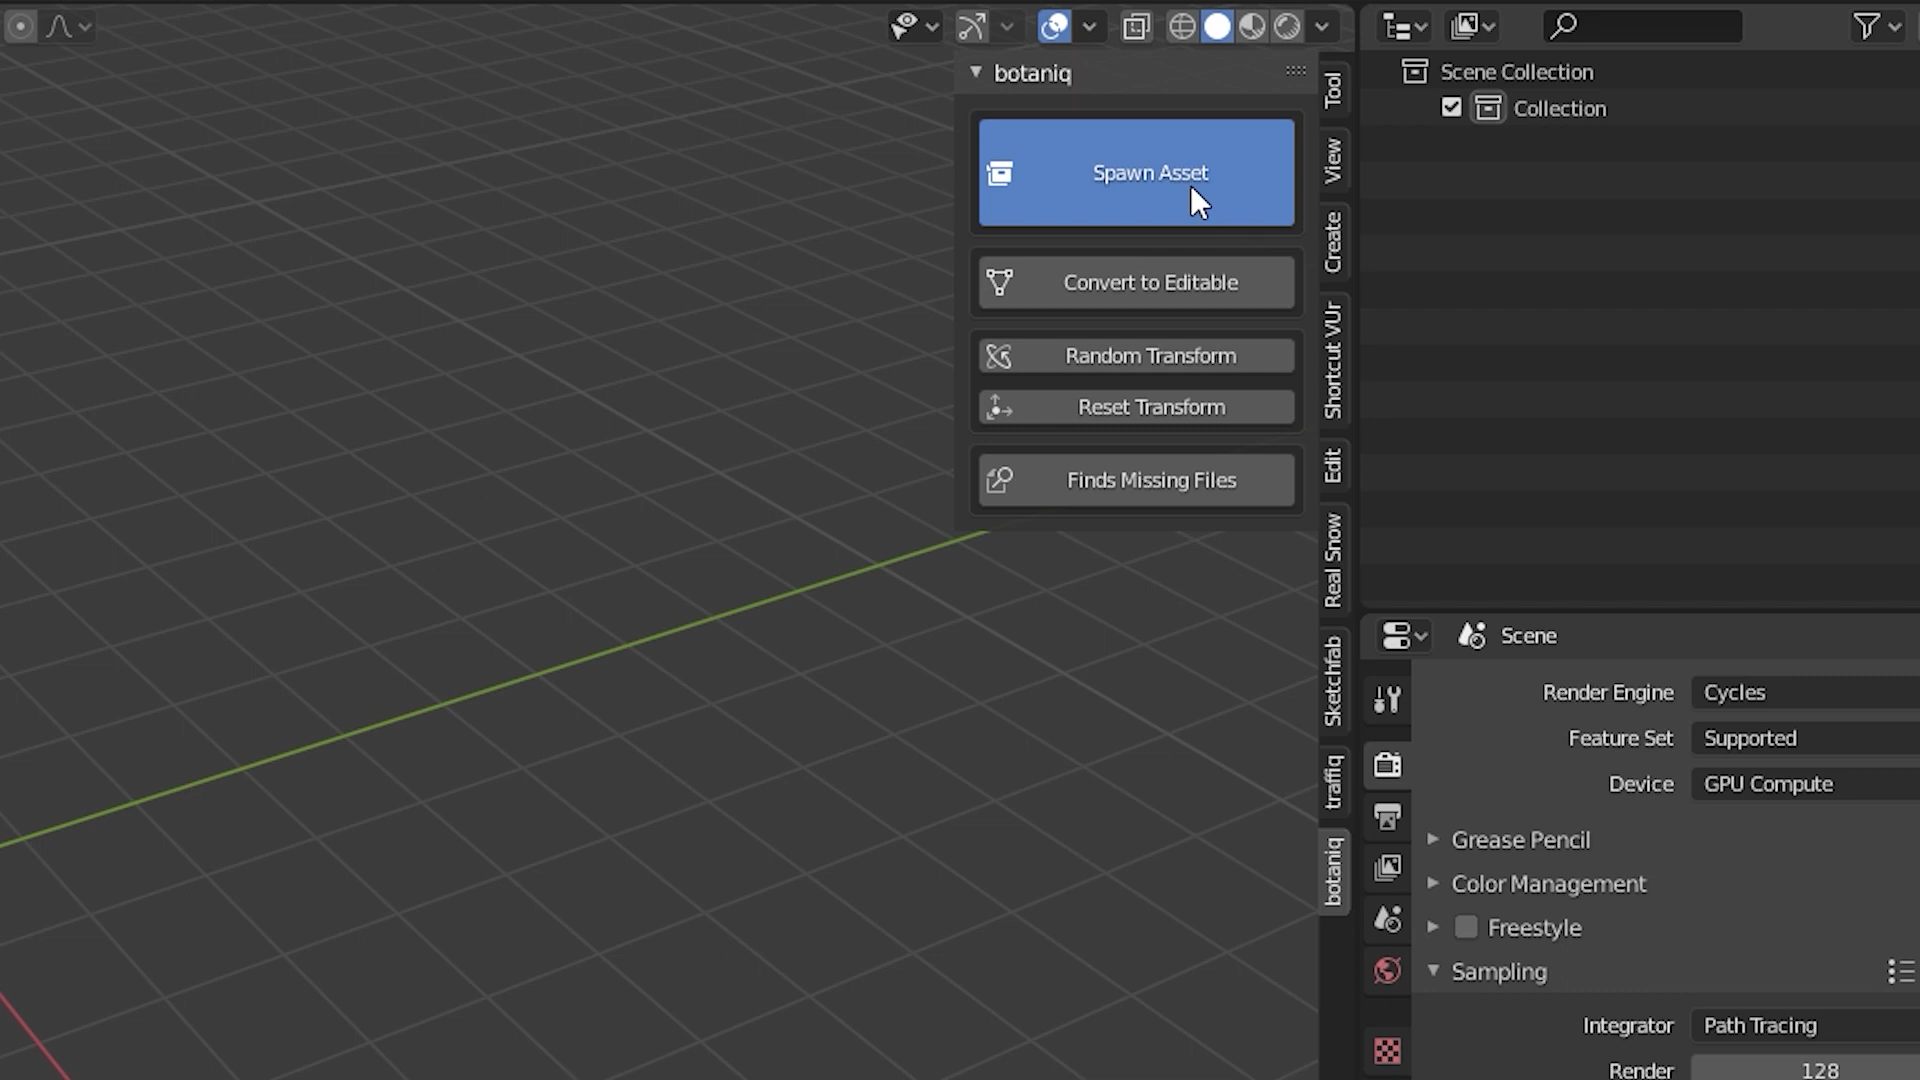 botaniq
Spawn Asset
Convert to Editable
Random Transform
Reset Transform
Finds Missing Files
Tool
View
Create
Shortcut VUr
Edit
Real Snow
Sketchfab
traffiq
botaniq
Scene Collection
Collection
Scene
Render Engine Cycles
Feature Set Supported
Device GPU Compute
Grease Pencil
Color Management
Freestyle
Sampling
Integrator Path Tracing
Render 128